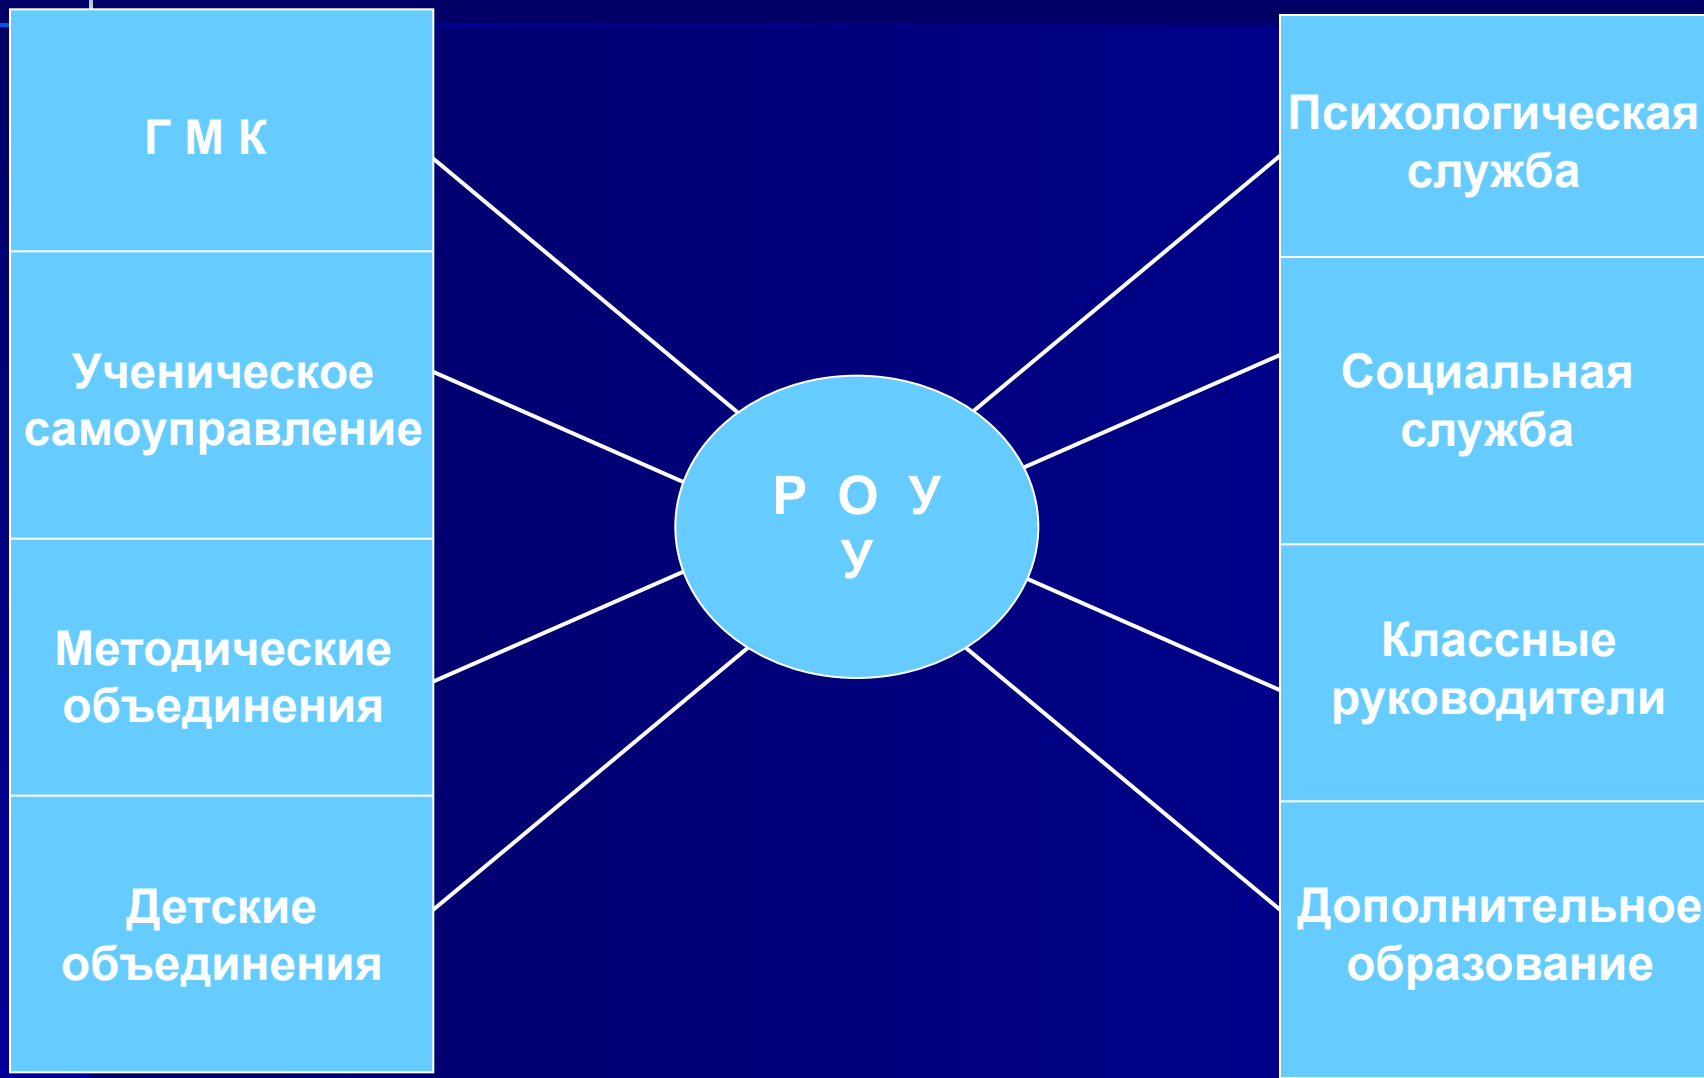 Г М К
Ученическое
самоуправление
Методические
объединения
Детские
объединения
Р О У
У
Психологическая
служба
Социальная
служба
Классные
руководители
Дополнительное
образование